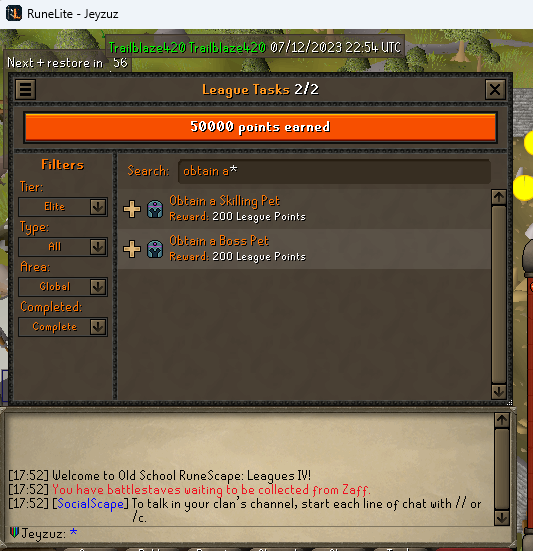 RuneLite - Jeyzuz
Trailblaze420 Trailblaze420 07/12/2023 22:54 UTC
Next + restore in 56
League Tasks 2/2
50000 points earned
Filters
Search: obtain a*
Tier:
Elite
Type:
All
Area:
Global
Completed:
Complete
Obtain a Skilling Pet
Reward: 200 League Points
Obtain a Boss Pet
Reward: 200 League Points
[17:52] Welcome to Old School RuneScape: Leagues IV!
[17:52] You have battlestaves waiting to be collected from Zaff.
[17:52] [SocialScape] To talk in your clan's channel, start each line of chat with // or
/c.
Jeyzuz: *